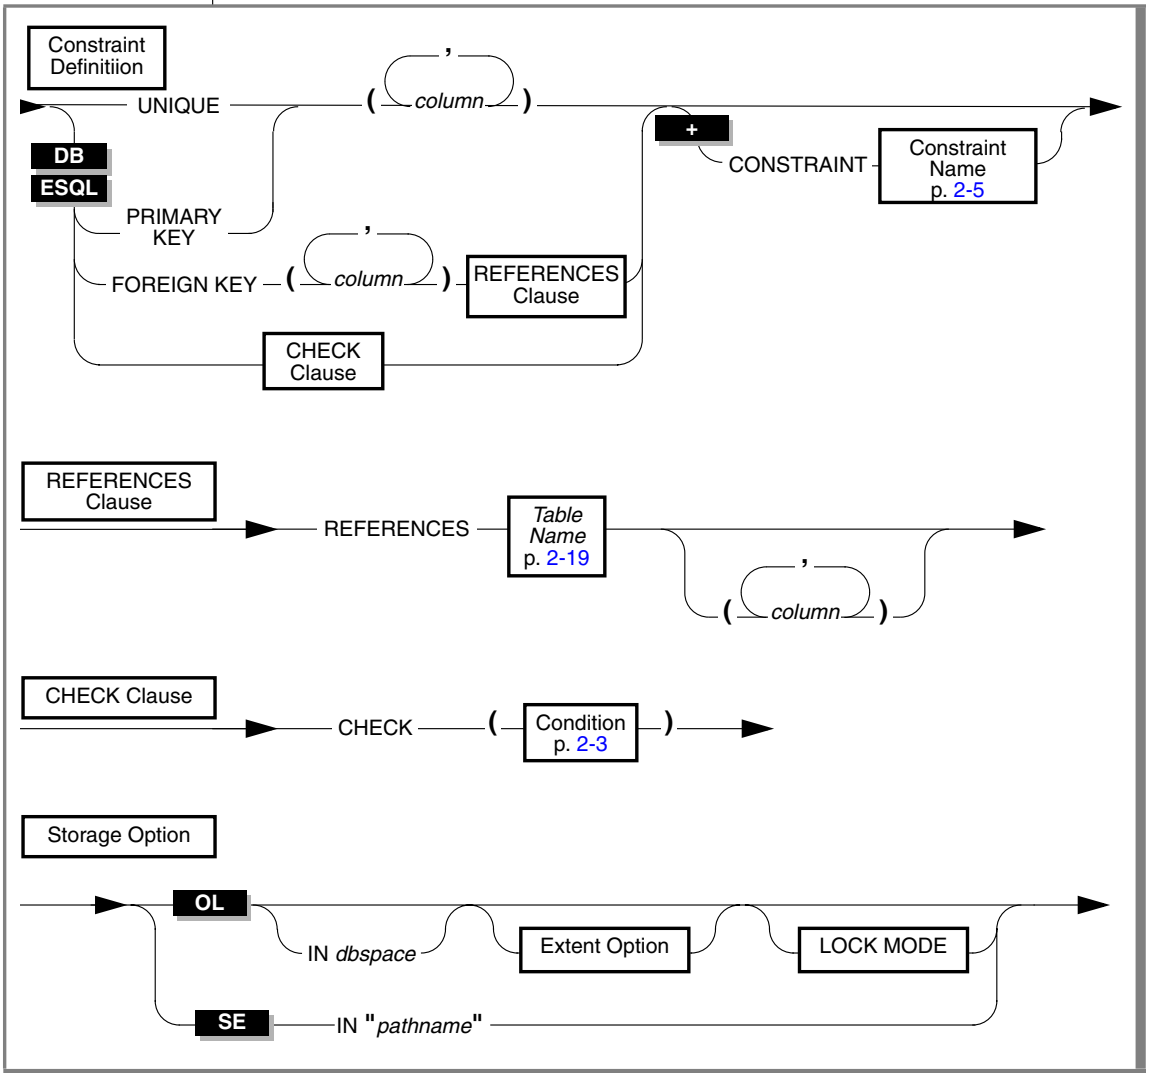 Constraint
Definitiion
,
UNIQUE
( column )
DB
ESQL
+
CONSTRAINT
Constraint
Name
p. 2-5
PRIMARY
KEY
,
FOREIGN KEY ( column )
REFERENCES
Clause
CHECK
Clause
REFERENCES
Clause
REFERENCES
Table
Name
p. 2-19
,
( column )
CHECK Clause
CHECK
(
Condition
p. 2-3
)
Storage Option
OL
IN dbspace
Extent Option
LOCK MODE
SE
IN "pathname"